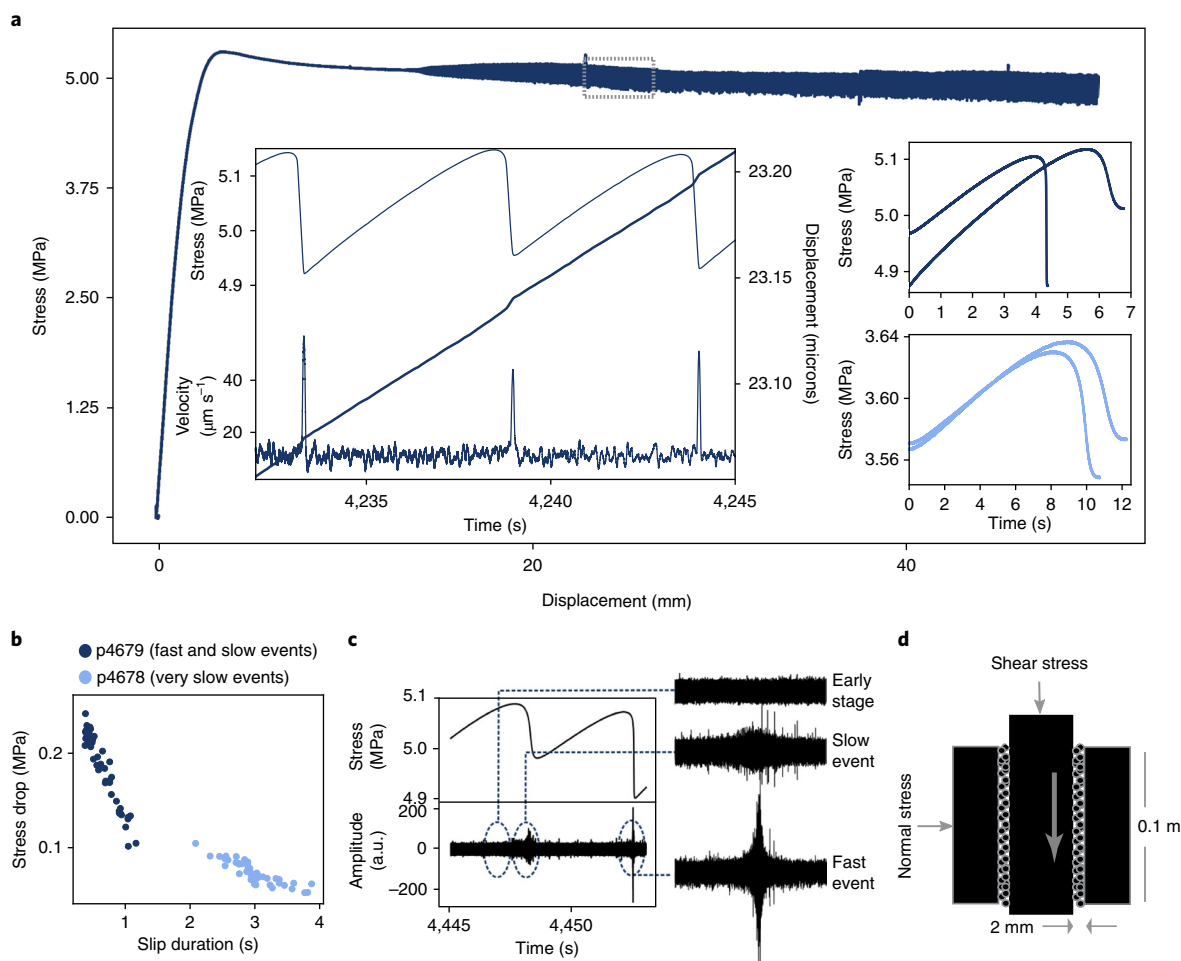 a
5.00
3.75
2.50
1.25
0.00
Stress (MPa)
0
20
40
Displacement (mm)
5.1
5.0
4.9
Stress (MPa)
40
20
Velocity
(μm s⁻¹)
23.20
23.15
23.10
Displacement (microns)
4,235
4,240
4,245
Time (s)
5.1
5.0
4.9
Stress (MPa)
0 1 2 3 4 5 6 7
3.64
3.60
3.56
Stress (MPa)
0 2 4 6 8 10 12
Time (s)
b
p4679 (fast and slow events)
p4678 (very slow events)
0.2
0.1
Stress drop (MPa)
1 2 3 4
Slip duration (s)
c
5.1
5.0
4.9
Stress
(MPa)
200
0
−200
Amplitude
(a.u.)
4,445
4,450
Time (s)
Early
stage
Slow
event
Fast
event
d
Shear stress
Normal stress
0.1 m
2 mm